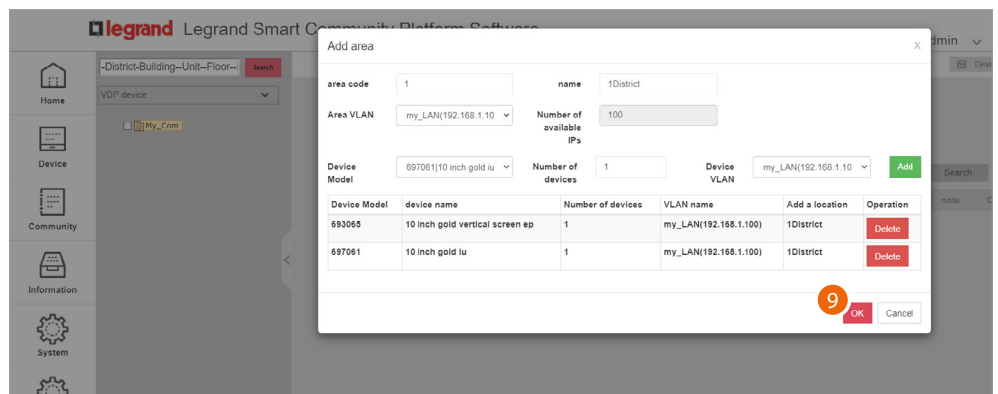 legrand Legrand Smart Community Platform Software
dmin
Add area
X
-District-Building--Unit--Floor--
Search
Devi
Home
VDP device
area code
1
name
1District
My_Com
Area VLAN
my_LAN(192.168.1.10
Number of available IPs
100
Device
Device Model
697061|10 inch gold iu
Number of devices
1
Device VLAN
my_LAN(192.168.1.10
Add
Search
Device Model
device name
Number of devices
VLAN name
Add a location
Operation
note
Community
693065
10 inch gold vertical screen ep
1
my_LAN(192.168.1.100)
1District
Delete
697061
10 inch gold iu
1
my_LAN(192.168.1.100)
1District
Delete
Information
9
OK
Cancel
System